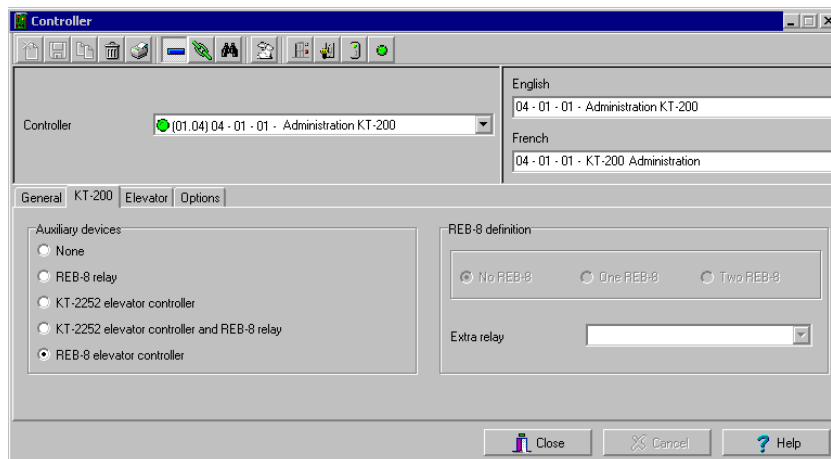 Controller
English
04 - 01 - 01 - Administration KT-200
Controller
(01.04) 04 - 01 - 01 - Administration KT-200
French
04 - 01 - 01 - KT-200 Administration
General KT-200 Elevator Options
Auxiliary devices
None
REB-8 relay
KT-2252 elevator controller
KT-2252 elevator controller and REB-8 relay
REB-8 elevator controller
REB-8 definition
No REB-8 One REB-8 Two REB-8
Extra relay
Close Cancel Help